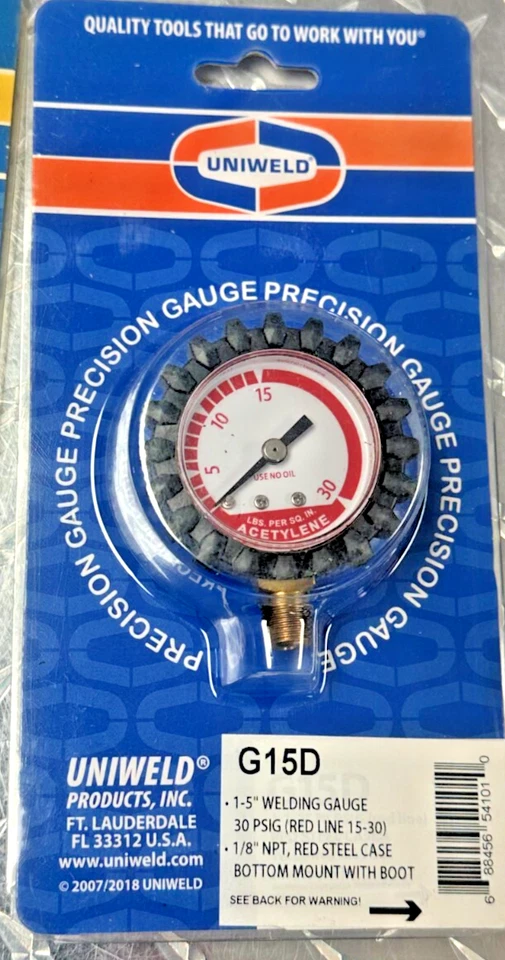 QUALITY TOOLS THAT GO TO WORK WITH YOU®
UNIWELD®
PRECISION GAUGE PRECISION GAUGE PRECISION GAUGE PRECISION GAUGE
5
10
15
30
USE NO OIL
LBS. PER SQ. IN.
ACETYLENE
UNIWELD®
PRODUCTS, INC.
FT. LAUDERDALE
FL 33312 U.S.A.
www.uniweld.com
© 2007/2018 UNIWELD
G15D
• 1-5" WELDING GAUGE
30 PSIG (RED LINE 15-30)
• 1/8" NPT, RED STEEL CASE
BOTTOM MOUNT WITH BOOT
SEE BACK FOR WARNING!
6 88456 54101 0